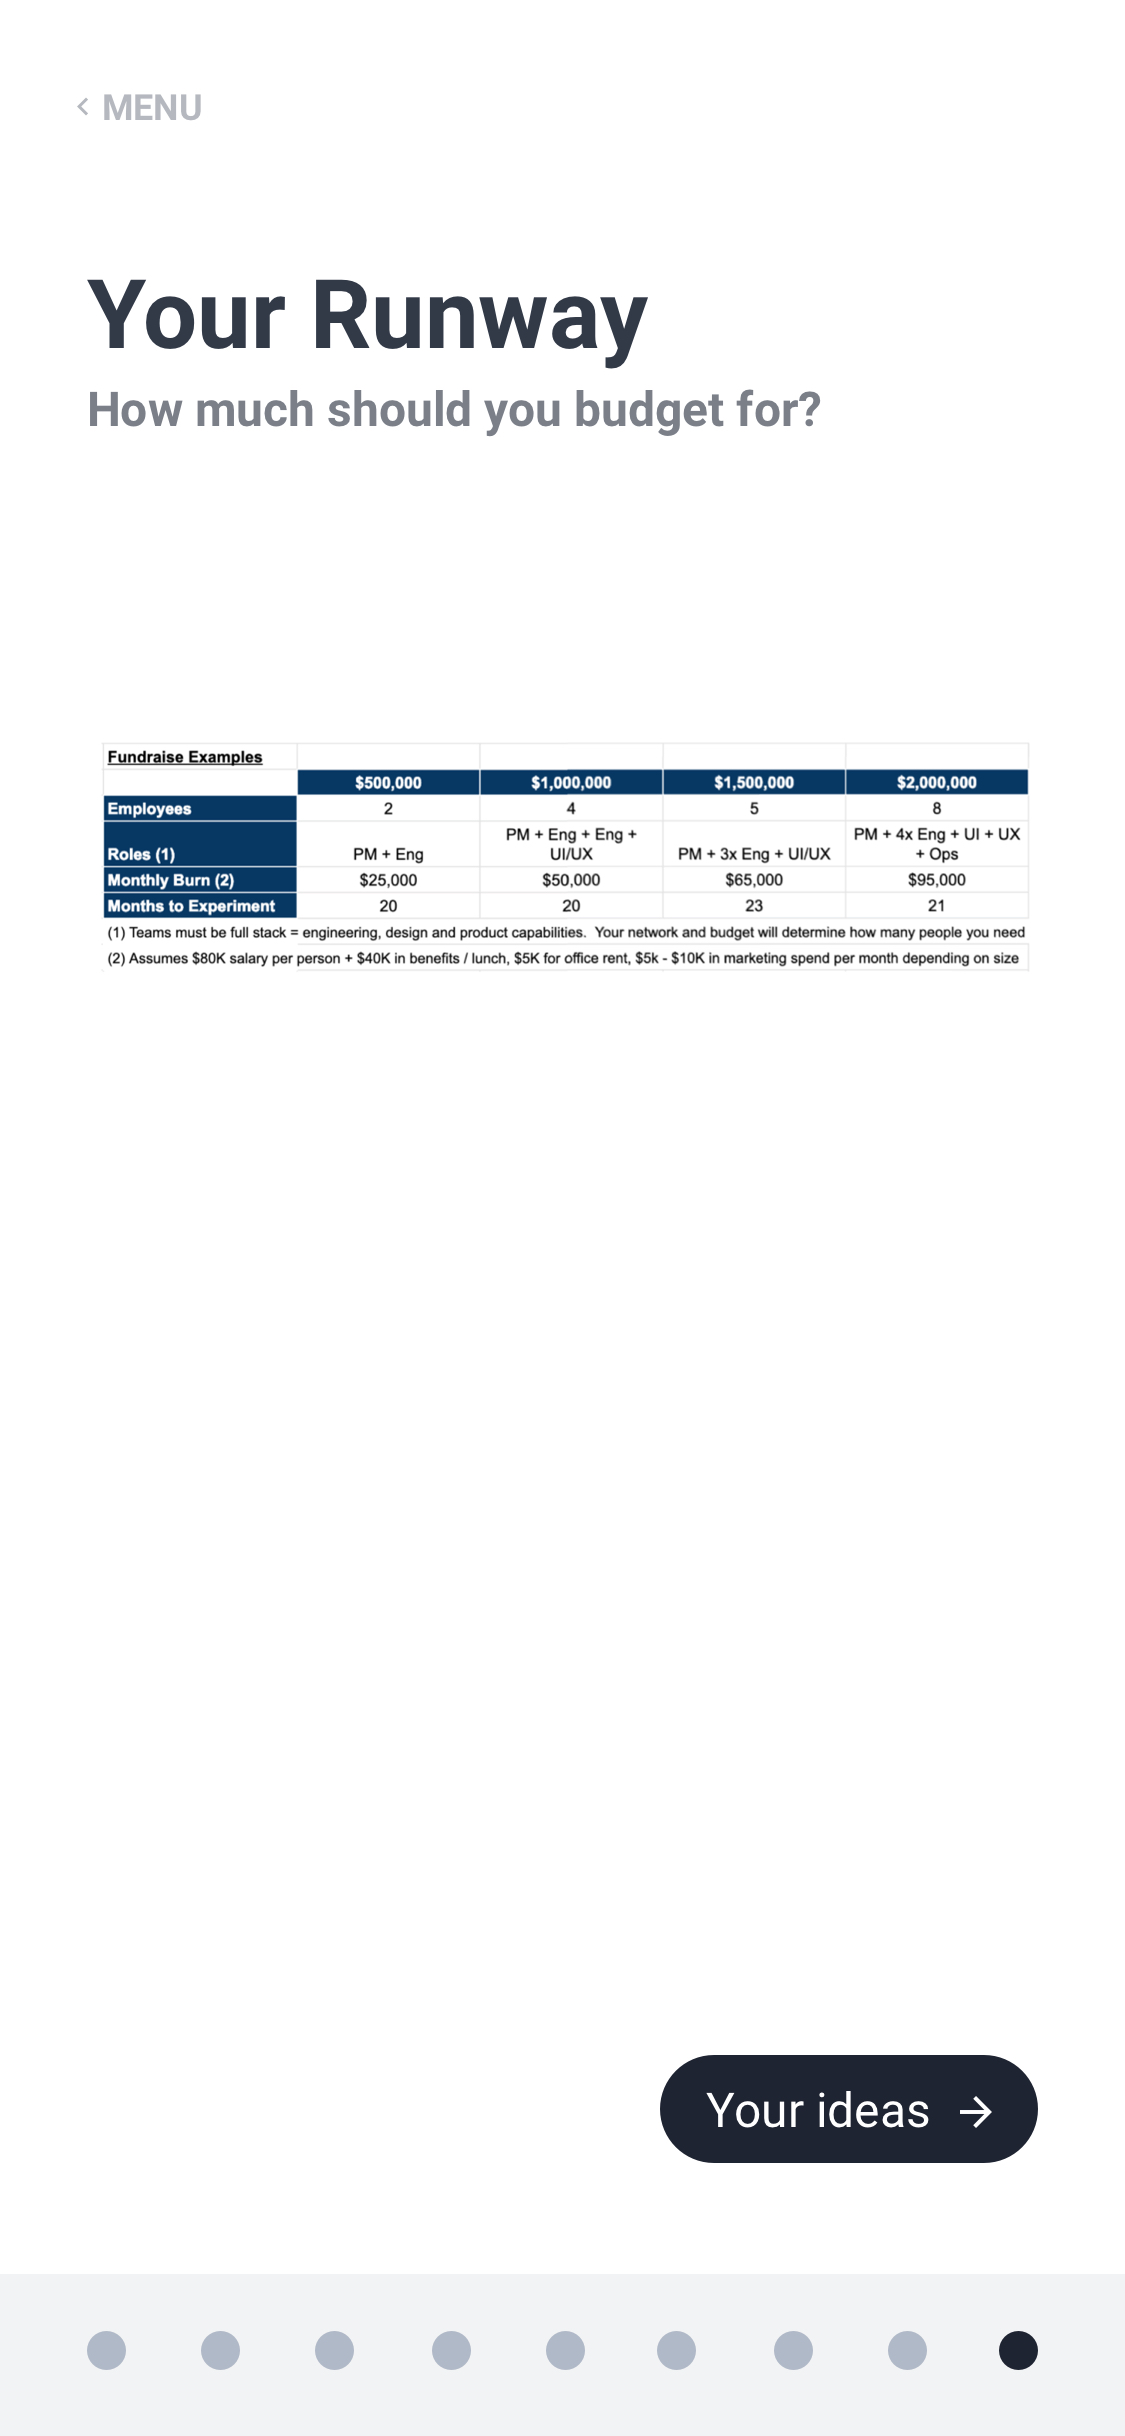 MENU
Your Runway
How much should you budget for?
Fundraise Examples
$500,000 $1,000,000 $1,500,000 $2,000,000
Employees 2 4 5 8
Roles (1) PM + Eng PM + Eng + Eng + UI/UX PM + 3x Eng + UI/UX PM + 4x Eng + UI + UX + Ops
Monthly Burn (2) $25,000 $50,000 $65,000 $95,000
Months to Experiment 20 20 23 21
(1) Teams must be full stack = engineering, design and product capabilities.  Your network and budget will determine how many people you need
(2) Assumes $80K salary per person + $40K in benefits / lunch, $5K for office rent, $5k - $10K in marketing spend per month depending on size
Your ideas